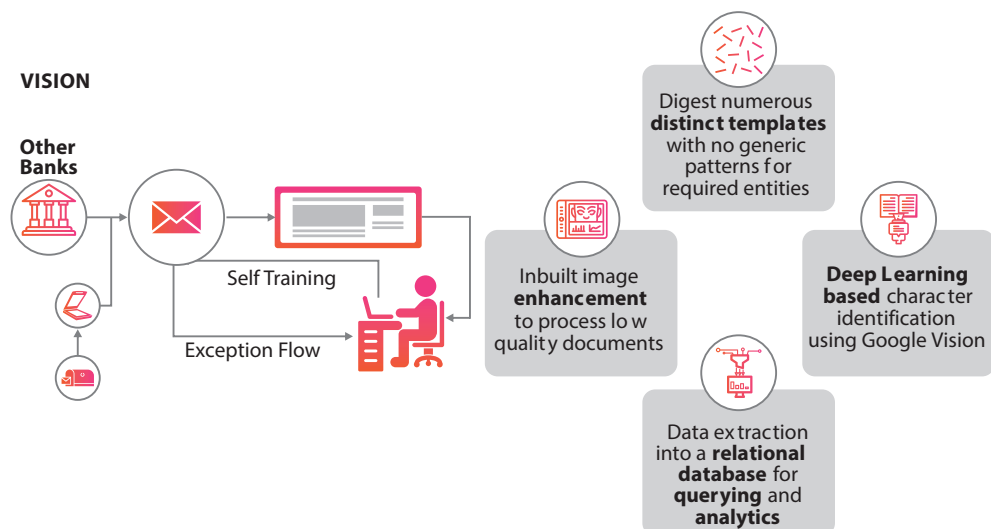 VISION
Other
Banks
Self Training
Exception Flow
Digest numerous
distinct templates
with no generic
patterns for
required entities
Inbuilt image
enhancement
to process low
quality documents
Deep Learning
based character
identification
using Google Vision
Data extraction
into a relational
database for
querying and
analytics